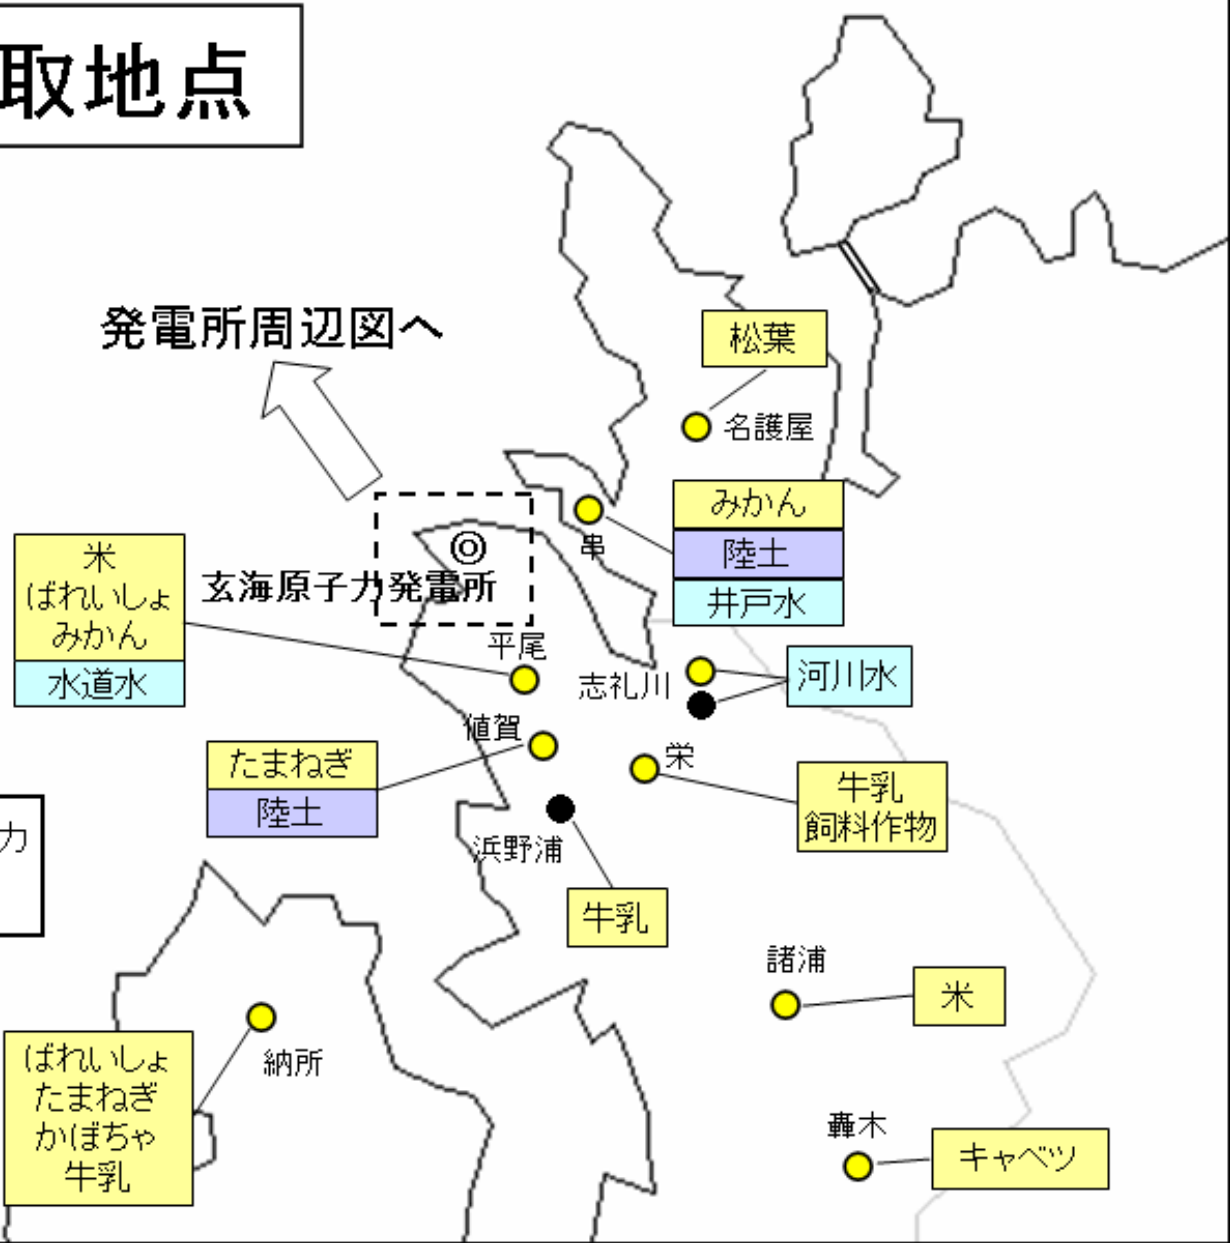 取地点
発電所周辺図へ
松葉
名護屋
みかん
陸土
井戸水
串
米
ばれいしょ
みかん
水道水
玄海原子力発電所
平尾
志礼川
河川水
値賀
たまねぎ
陸土
栄
牛乳
飼料作物
力
浜野浦
牛乳
諸浦
米
納所
ばれいしょ
たまねぎ
かぼちゃ
牛乳
轟木
キャベツ